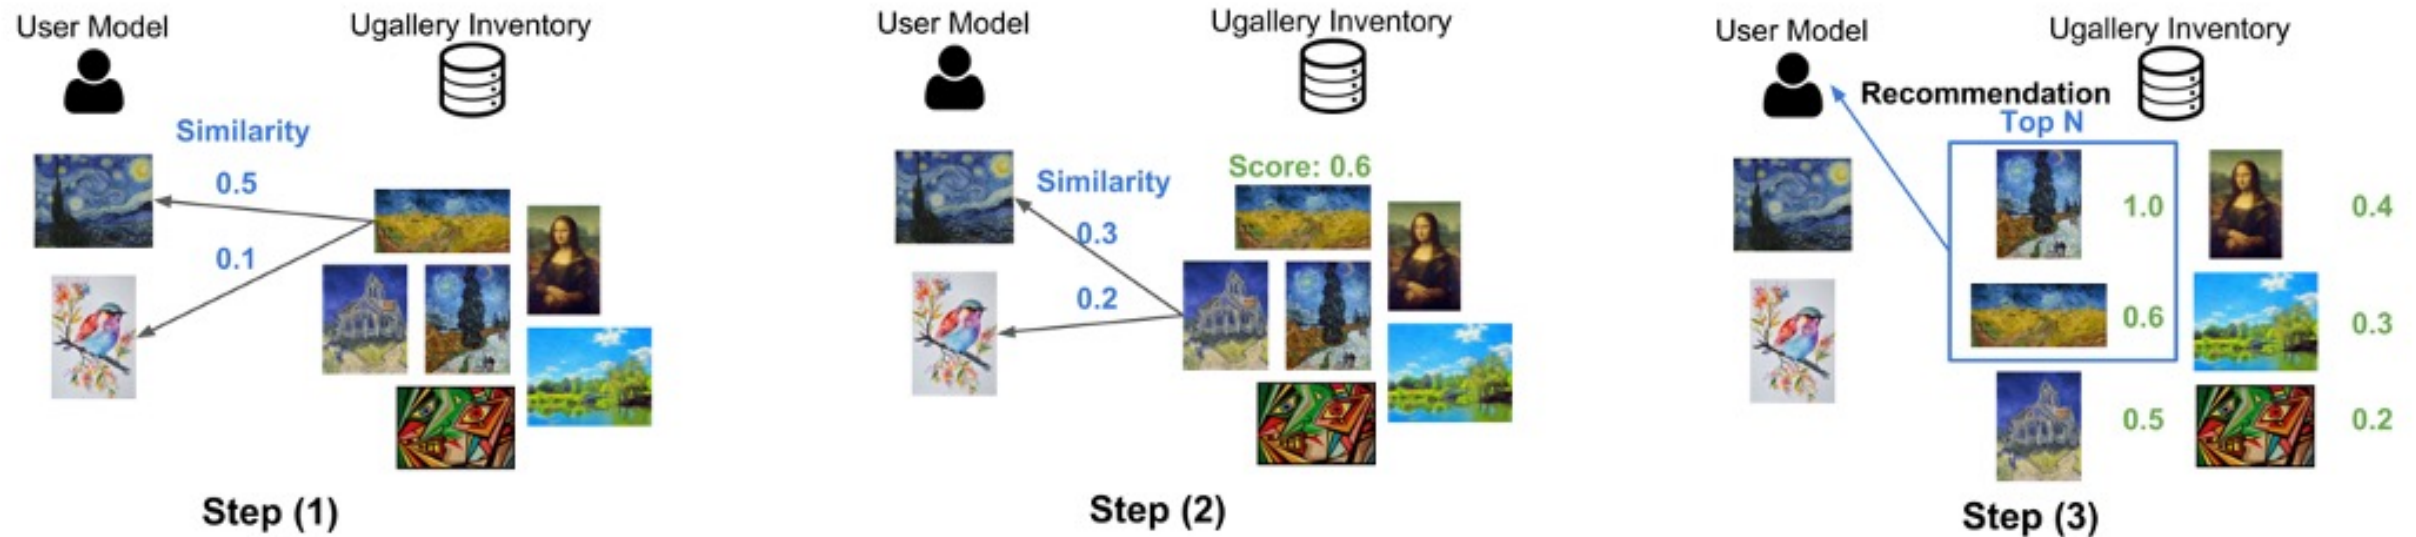 User Model
Ugallery Inventory
Similarity
0.5
0.1
Step (1)
User Model
Ugallery Inventory
Score: 0.6
Similarity
0.3
0.2
Step (2)
User Model
Ugallery Inventory
Recommendation
Top N
1.0
0.4
0.6
0.3
0.5
0.2
Step (3)